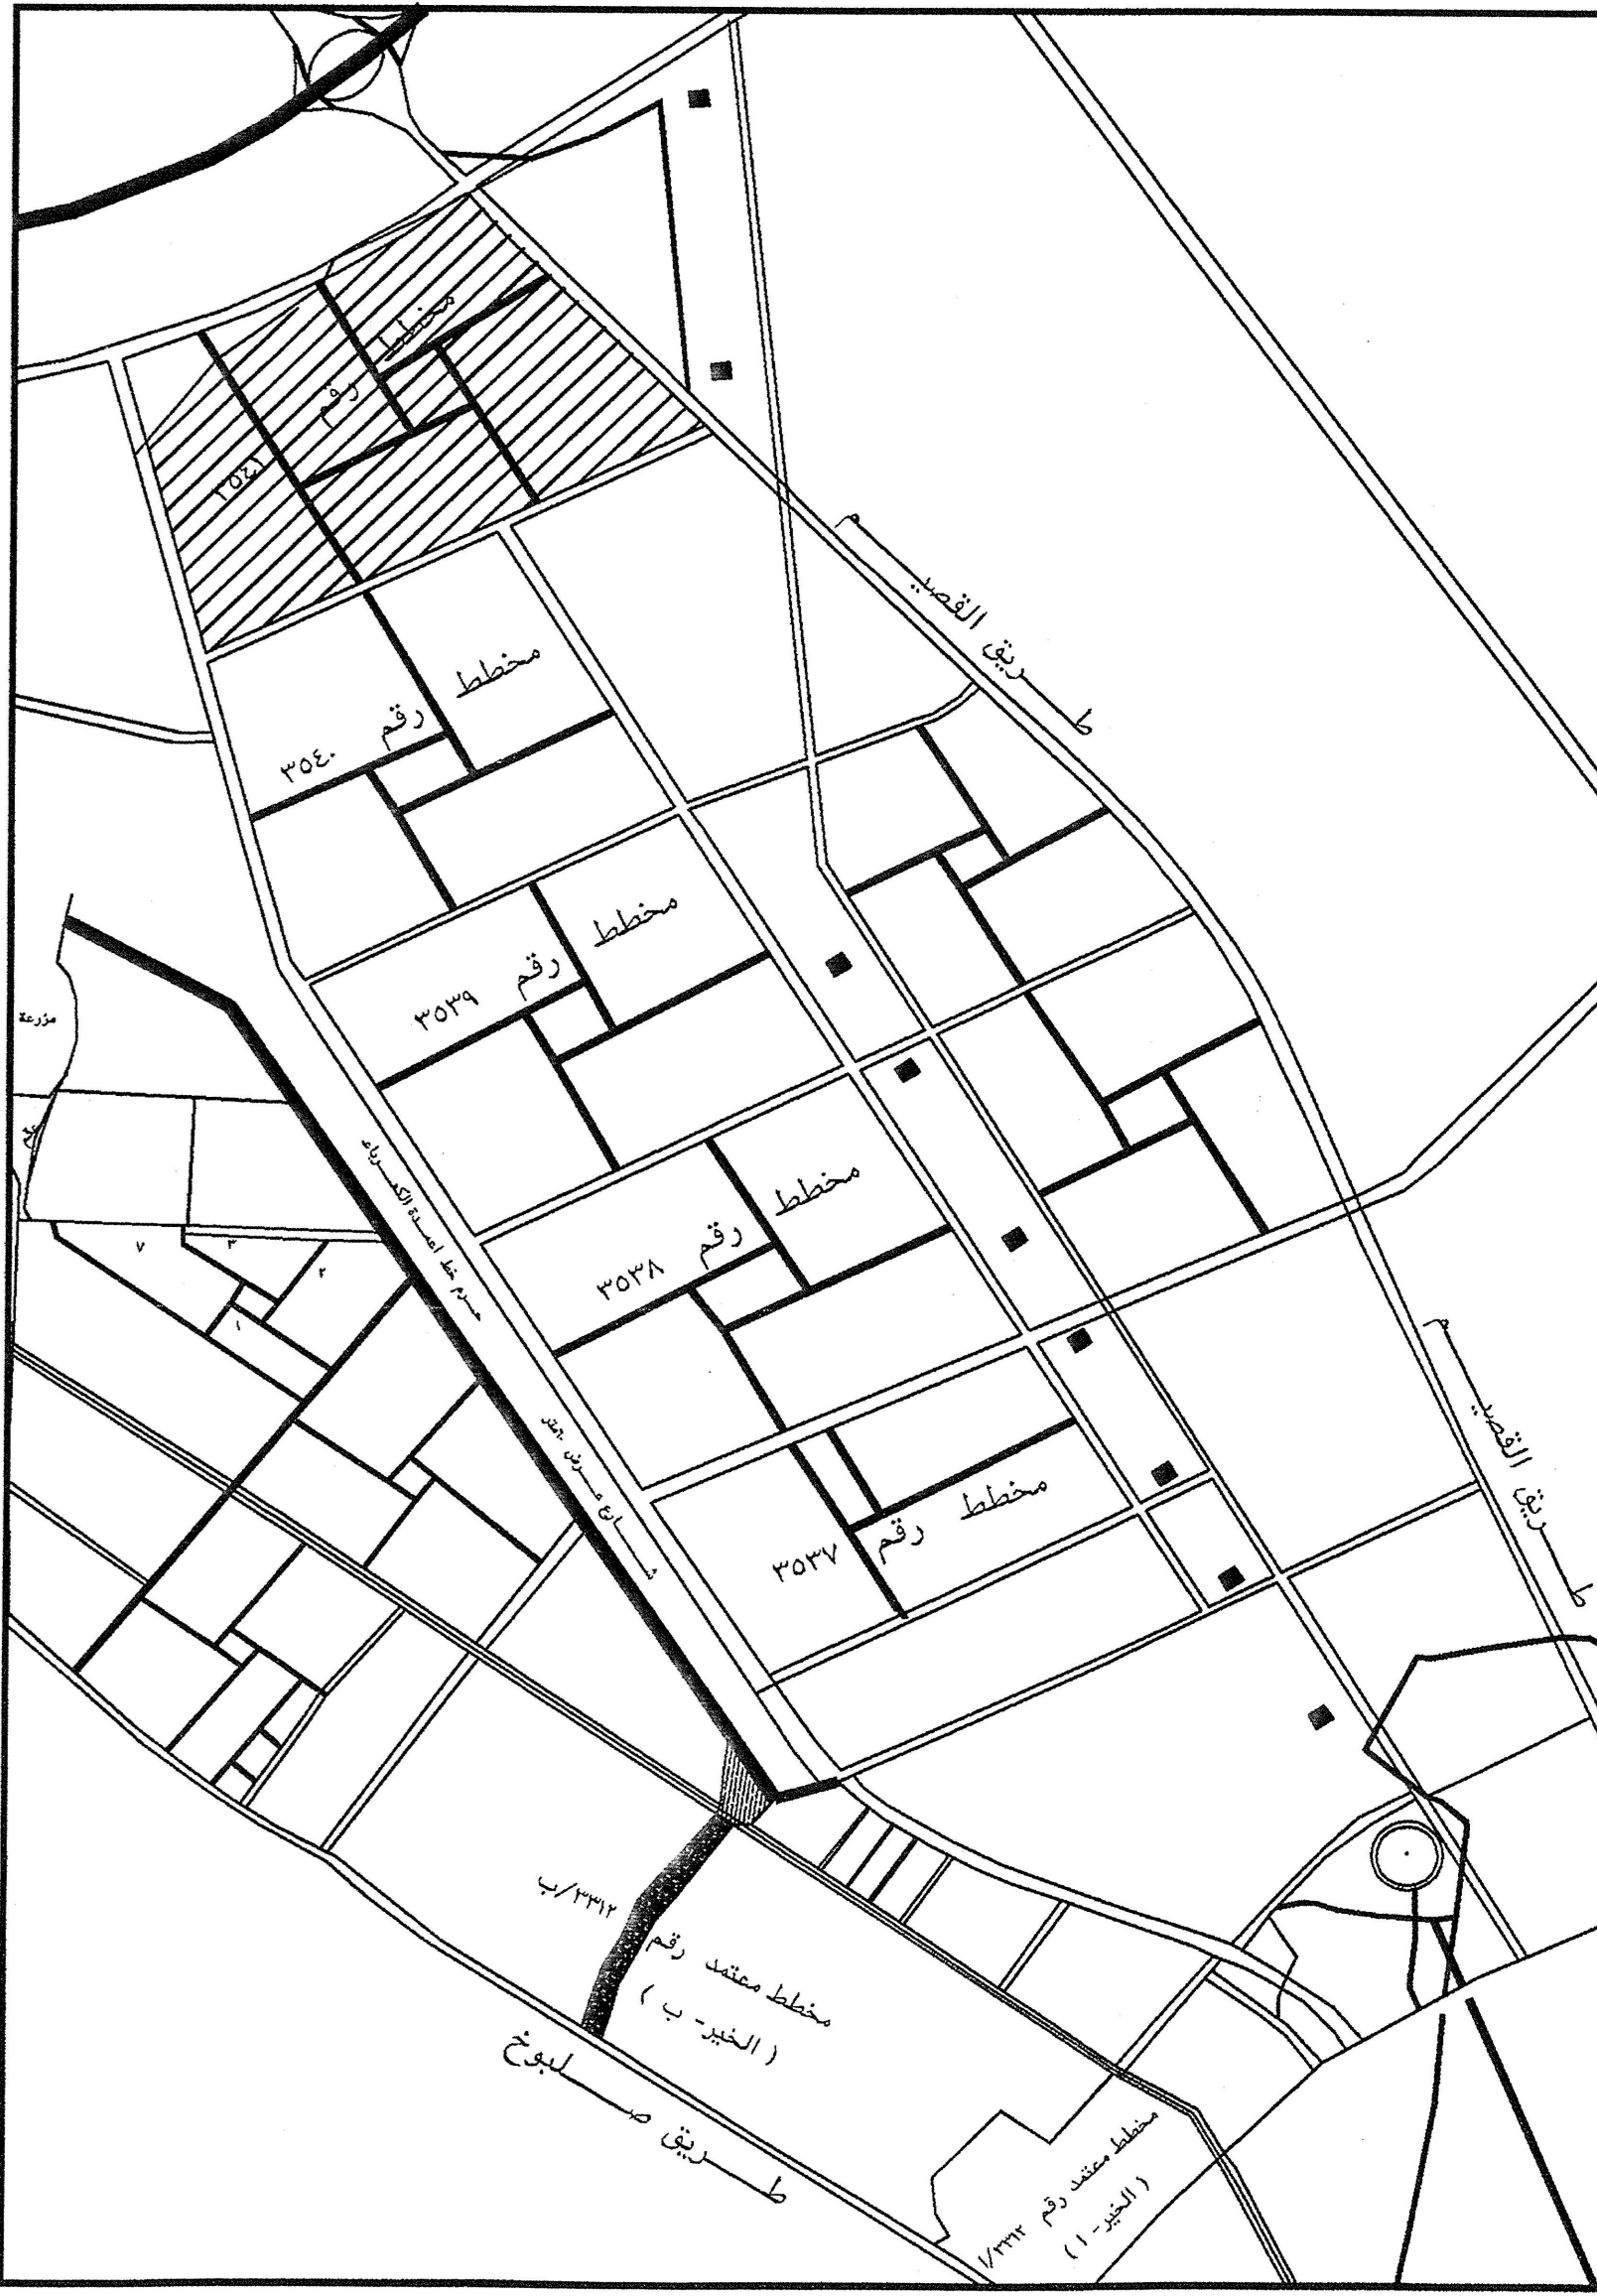 مخطط
رقم
٣٥٤١
طريق القصيم
مخطط
رقم
٣٥٤٠
مخطط
رقم
٣٥٣٩
مزرعة
حرم خط اعمدة الكهرباء
مخطط
رقم
٣٥٣٨
٧
٣
٢
١
طريق القصيم
شارع عرض ٦٠متر
مخطط
رقم
٣٥٣٧
مخطط معتمد رقم
٣٣١٢/ب
( الخير- ب )
طريق صلبوخ
مخطط معتمد رقم ٣٣١٢/ا
( الخير- ا )